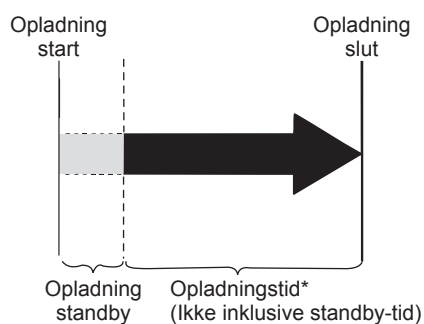 Opladning
start
Opladning
slut
Opladning
standby
Opladningstid*
(Ikke inklusive standby-tid)